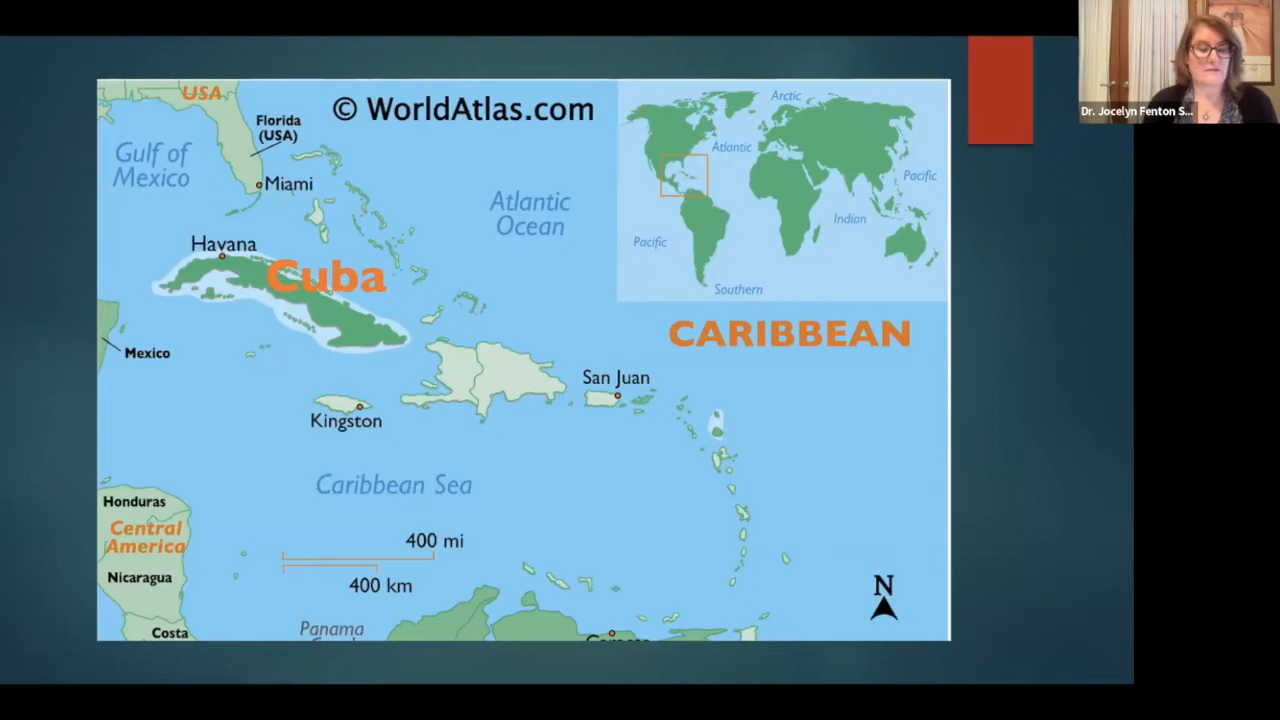 USA
© WorldAtlas.com
Florida
(USA)
Gulf of
Mexico
Miami
Atlantic
Ocean
Havana
Cuba
Arctic
Atlantic
Pacific
Indian
Pacific
Southern
CARIBBEAN
Mexico
San Juan
Kingston
Caribbean Sea
Honduras
Central
America
Nicaragua
Costa
400 mi
400 km
Panama
N
Dr. Jocelyn Fenton S...